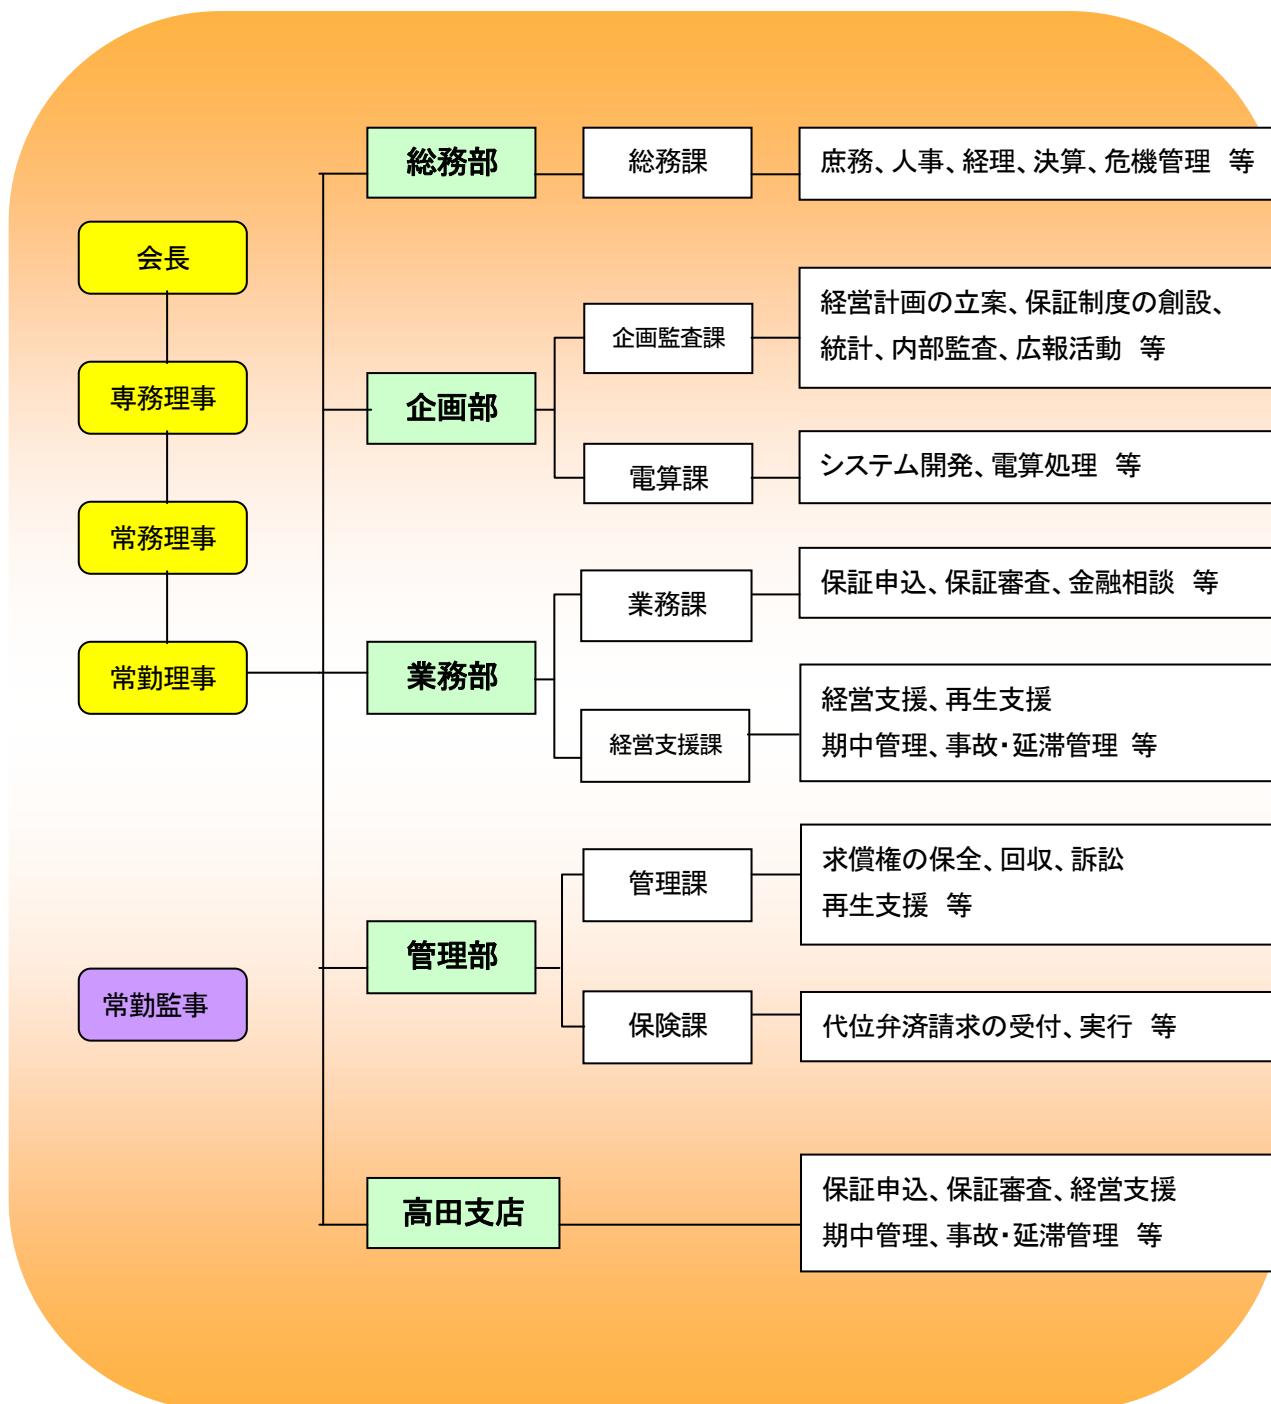 会長
専務理事
常務理事
常勤理事
常勤監事
総務部
総務課
庶務、人事、経理、決算、危機管理 等
企画部
企画監査課
経営計画の立案、保証制度の創設、
統計、内部監査、広報活動 等
電算課
システム開発、電算処理 等
業務部
業務課
保証申込、保証審査、金融相談 等
経営支援課
経営支援、再生支援
期中管理、事故・延滞管理 等
管理部
管理課
求償権の保全、回収、訴訟
再生支援 等
保険課
代位弁済請求の受付、実行 等
高田支店
保証申込、保証審査、経営支援
期中管理、事故・延滞管理 等